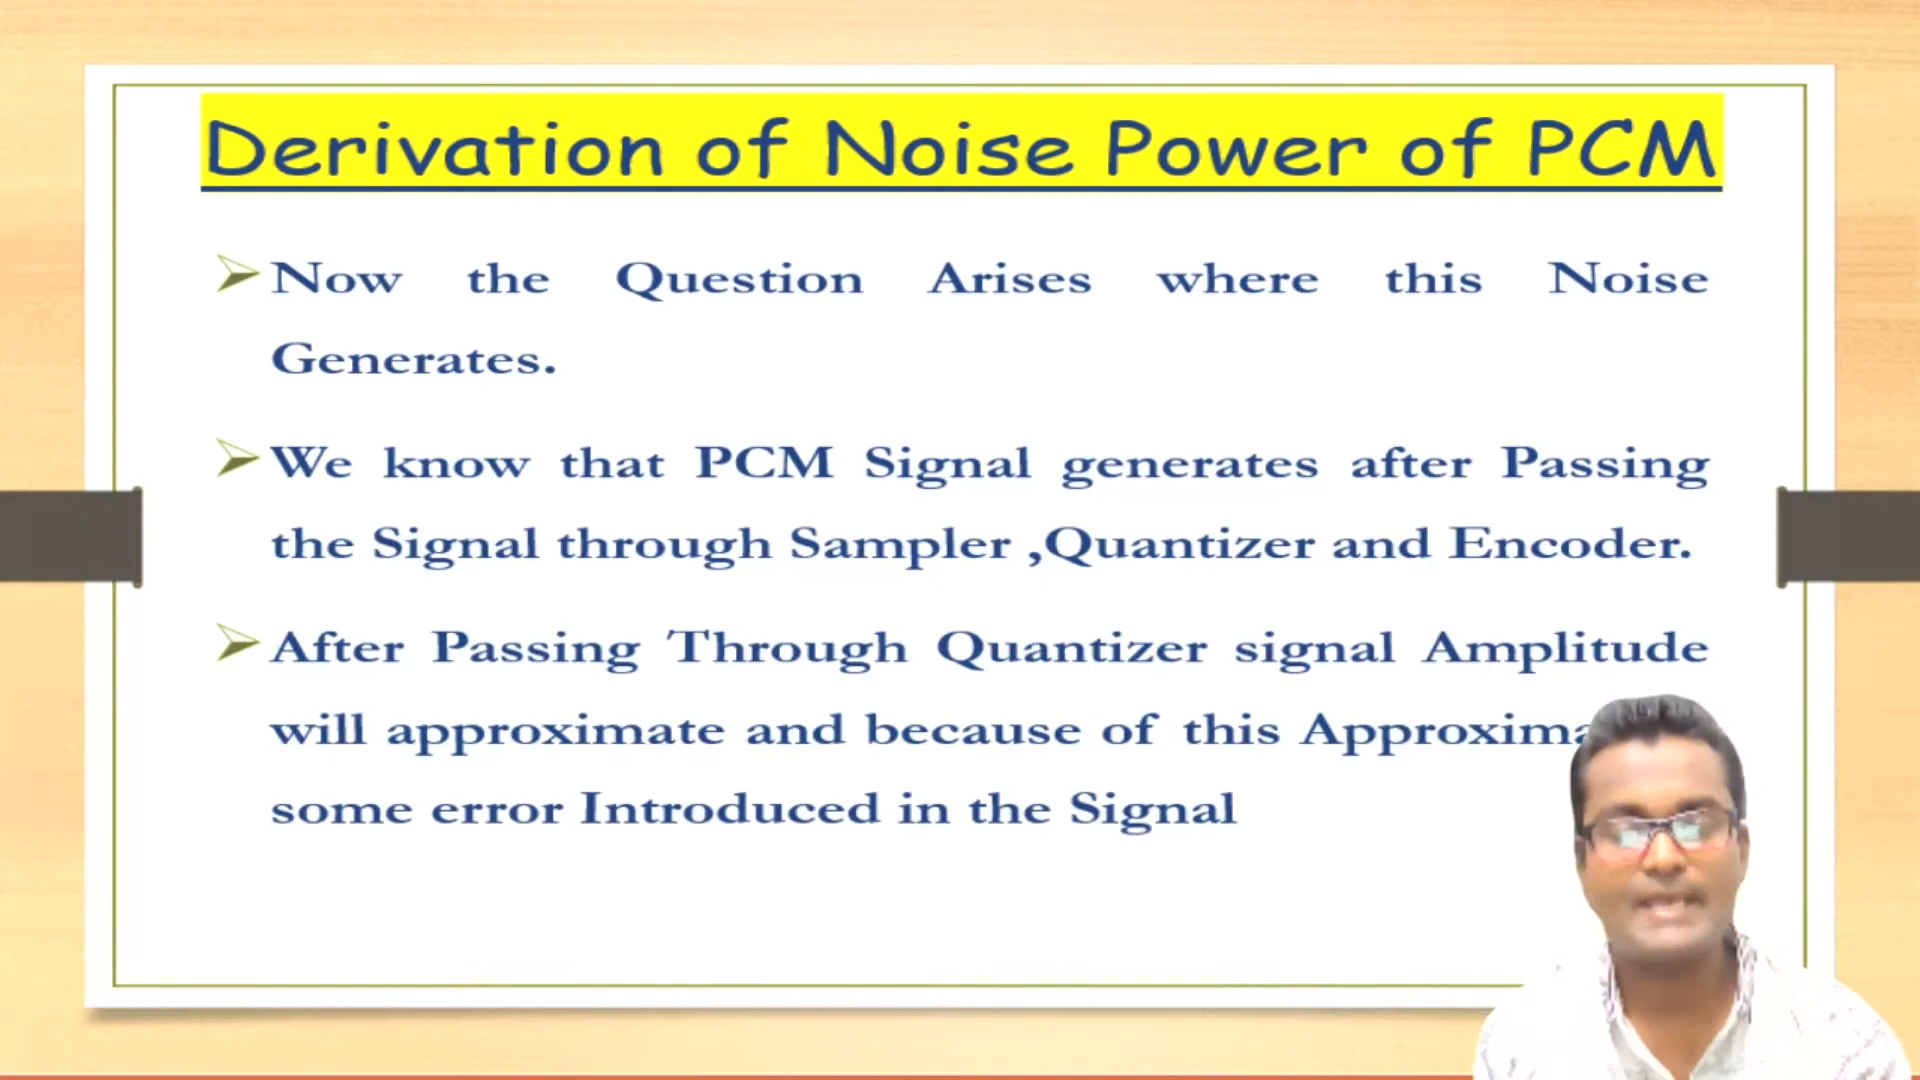 Derivation of Noise Power of PCM
Now the Question Arises where this Noise
Generates.
We know that PCM Signal generates after Passing
the Signal through Sampler ,Quantizer and Encoder.
After Passing Through Quantizer signal Amplitude
will approximate and because of this
some error Introduced in the Signal